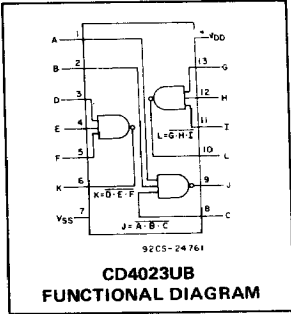 A 1
B 2
D 3
E 4
F 5
K 6
VSS 7
VDD
13 G
12 H
11 I
10 L
9 J
8 C
L=G·H·I
K=D·E·F
J=A·B·C
92CS-24761
CD4023UB
FUNCTIONAL DIAGRAM